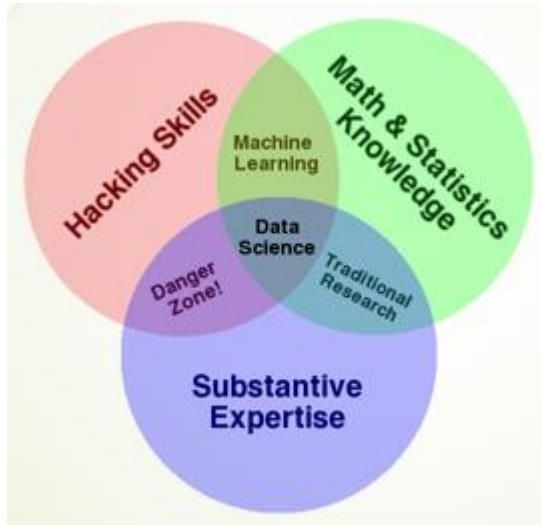 Hacking Skills
Math & Statistics
Knowledge
Machine
Learning
Data
Science
Danger
Zone!
Traditional
Research
Substantive
Expertise